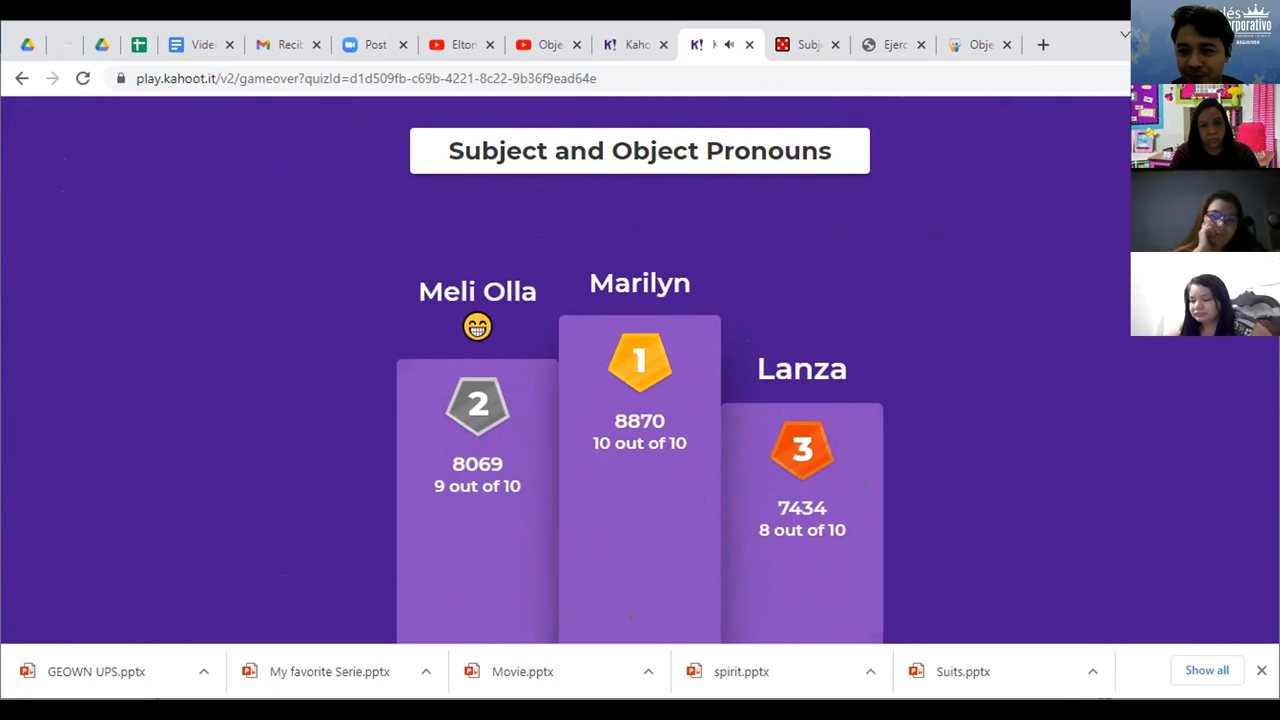 Vide
Recib
Post
Elton
Obje
K! Kaho
K!
Subj
Ejerc
Obje
play.kahoot.it/v2/gameover?quizId=d1d509fb-c69b-4221-8c22-9b36f9ead64e
Subject and Object Pronouns
Meli Olla
Marilyn
Lanza
1
8870
10 out of 10
2
8069
9 out of 10
3
7434
8 out of 10
GEOWN UPS.pptx
My favorite Serie.pptx
Movie.pptx
spirit.pptx
Suits.pptx
Show all